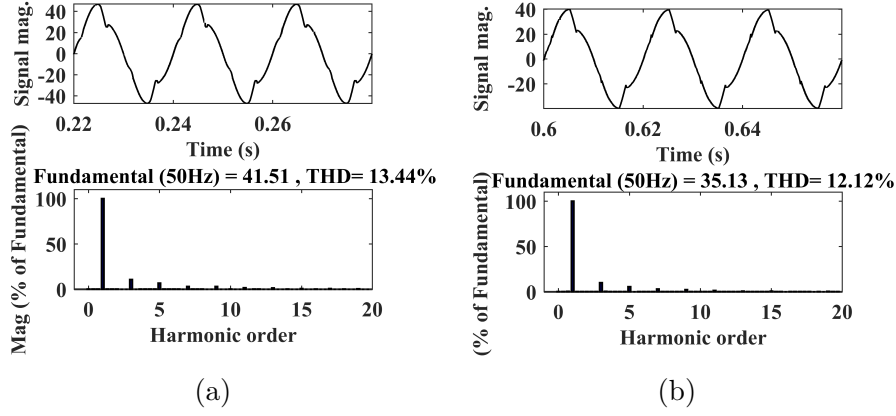 Signal mag.
40
20
0
-20
-40
0.22 0.24 0.26
Time (s)
Fundamental (50Hz) = 41.51 , THD= 13.44%
Mag (% of Fundamental)
100
50
0
0 5 10 15 20
Harmonic order
(a)
Signal mag.
40
20
0
-20
0.6 0.62 0.64
Time (s)
Fundamental (50Hz) = 35.13 , THD= 12.12%
(% of Fundamental)
100
50
0
0 5 10 15 20
Harmonic order
(b)